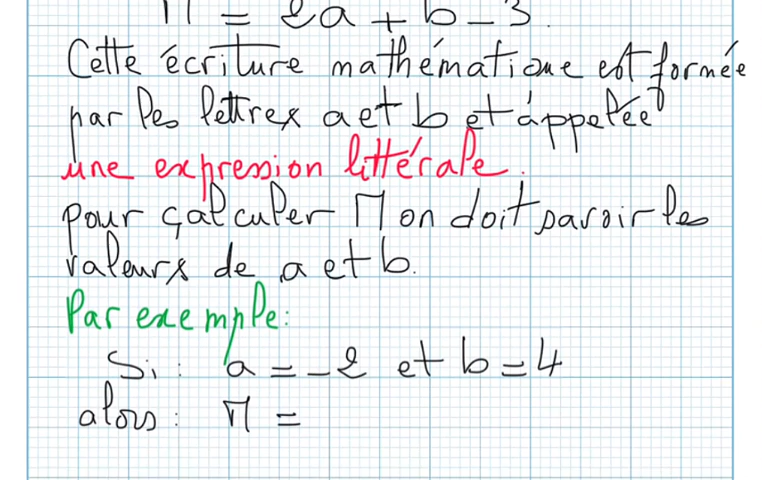 M = 2a + b - 3.
Cette écriture mathématique est formée
par les lettres a et b et appelée
une expression littérale.
pour calculer M on doit savoir les
valeurs de a et b.
Par exemple:
Si : a = -2 et b = 4
alors : M =